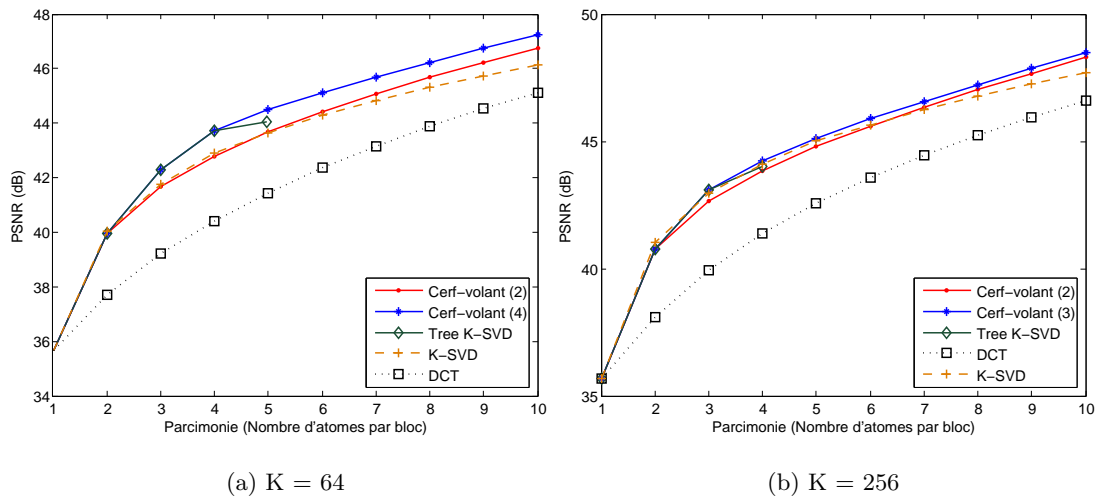 48
46
44
42
40
38
36
34
PSNR (dB)
1 2 3 4 5 6 7 8 9 10
Parcimonie (Nombre d'atomes par bloc)
Cerf−volant (2)
Cerf−volant (4)
Tree K−SVD
K−SVD
DCT
(a) K = 64
50
45
40
35
PSNR (dB)
1 2 3 4 5 6 7 8 9 10
Parcimonie (Nombre d'atomes par bloc)
Cerf−volant (2)
Cerf−volant (3)
Tree K−SVD
DCT
K−SVD
(b) K = 256